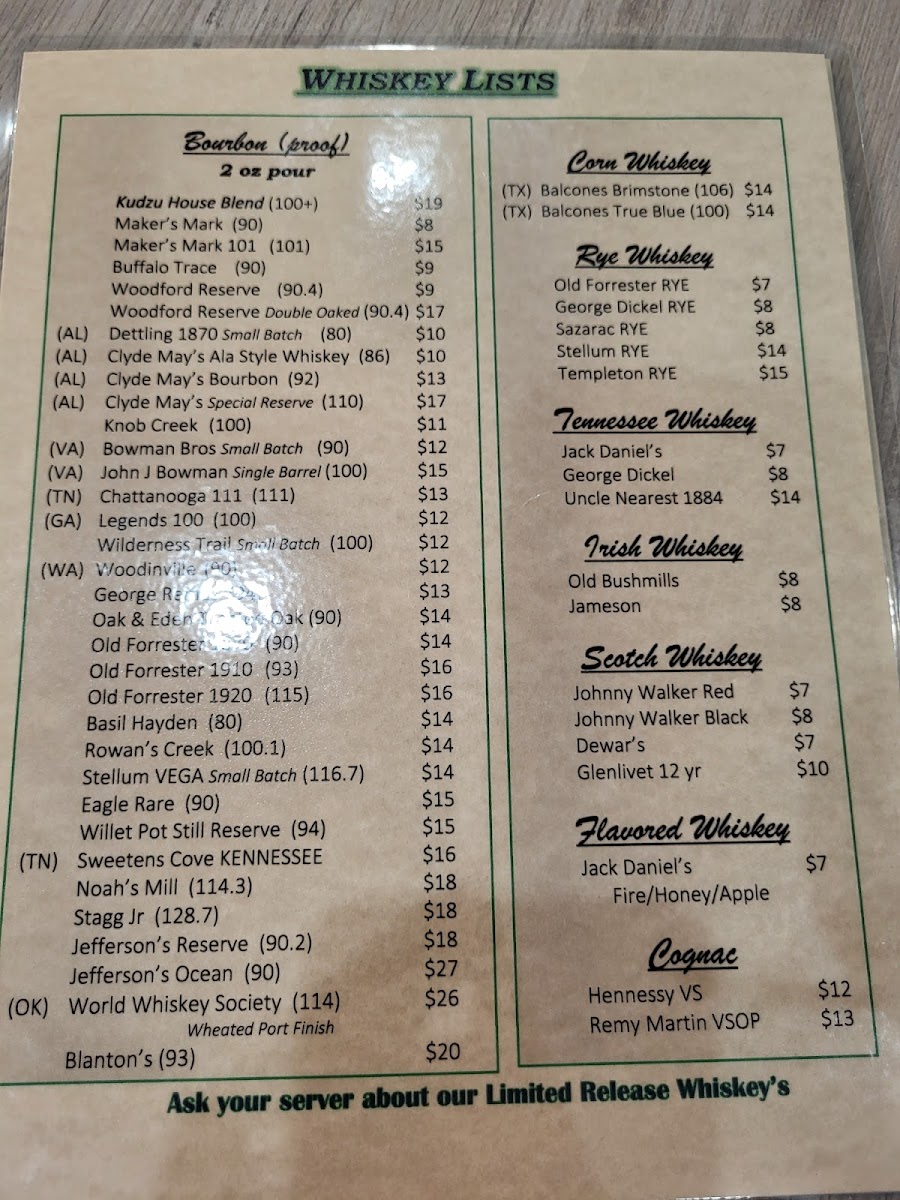 WHISKEY LISTS
Bourbon (proof)
2 oz pour
Kudzu House Blend (100+) $19
Maker's Mark (90) $8
Maker's Mark 101 (101) $15
Buffalo Trace (90) $9
Woodford Reserve (90.4) $9
Woodford Reserve Double Oaked (90.4) $17
(AL) Dettling 1870 Small Batch (80) $10
(AL) Clyde May's Ala Style Whiskey (86) $10
(AL) Clyde May's Bourbon (92) $13
(AL) Clyde May's Special Reserve (110) $17
Knob Creek (100) $11
(VA) Bowman Bros Small Batch (90) $12
(VA) John J Bowman Single Barrel (100) $15
(TN) Chattanooga 111 (111) $13
(GA) Legends 100 (100) $12
Wilderness Trail Small Batch (100) $12
(WA) Woodinville (90) $12
George $13
Oak & Eden Oak (90) $14
Old Forrester (90) $14
Old Forrester 1910 (93) $16
Old Forrester 1920 (115) $16
Basil Hayden (80) $14
Rowan's Creek (100.1) $14
Stellum VEGA Small Batch (116.7) $14
Eagle Rare (90) $15
Willet Pot Still Reserve (94) $15
(TN) Sweetens Cove KENNESSEE $16
Noah's Mill (114.3) $18
Stagg Jr (128.7) $18
Jefferson's Reserve (90.2) $18
Jefferson's Ocean (90) $27
(OK) World Whiskey Society (114) $26
Wheated Port Finish
Blanton's (93) $20
Corn Whiskey
(TX) Balcones Brimstone (106) $14
(TX) Balcones True Blue (100) $14
Rye Whiskey
Old Forrester RYE $7
George Dickel RYE $8
Sazarac RYE $8
Stellum RYE $14
Templeton RYE $15
Tennessee Whiskey
Jack Daniel's $7
George Dickel $8
Uncle Nearest 1884 $14
Irish Whiskey
Old Bushmills $8
Jameson $8
Scotch Whiskey
Johnny Walker Red $7
Johnny Walker Black $8
Dewar's $7
Glenlivet 12 yr $10
Flavored Whiskey
Jack Daniel's $7
Fire/Honey/Apple
Cognac
Hennessy VS $12
Remy Martin VSOP $13
Ask your server about our Limited Release Whiskey's